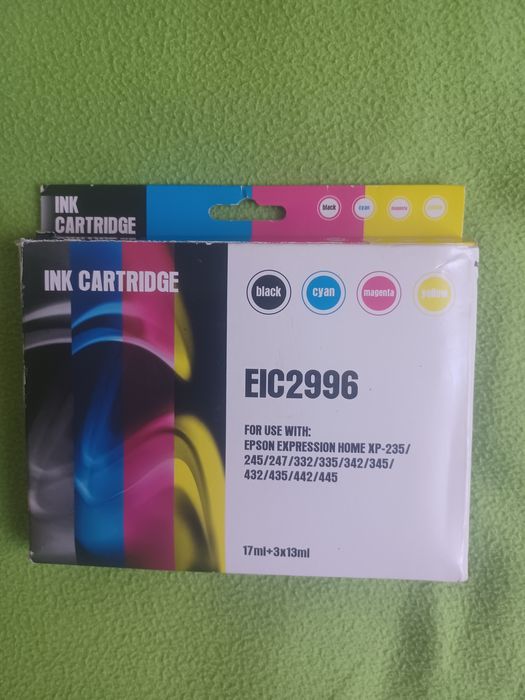 INK
CARTRIDGE
black
cyan
magenta
yellow
INK CARTRIDGE
black
cyan
magenta
yellow
EIC2996
FOR USE WITH:
EPSON EXPRESSION HOME XP-235/
245/247/332/335/342/345/
432/435/442/445
17ml+3x13ml